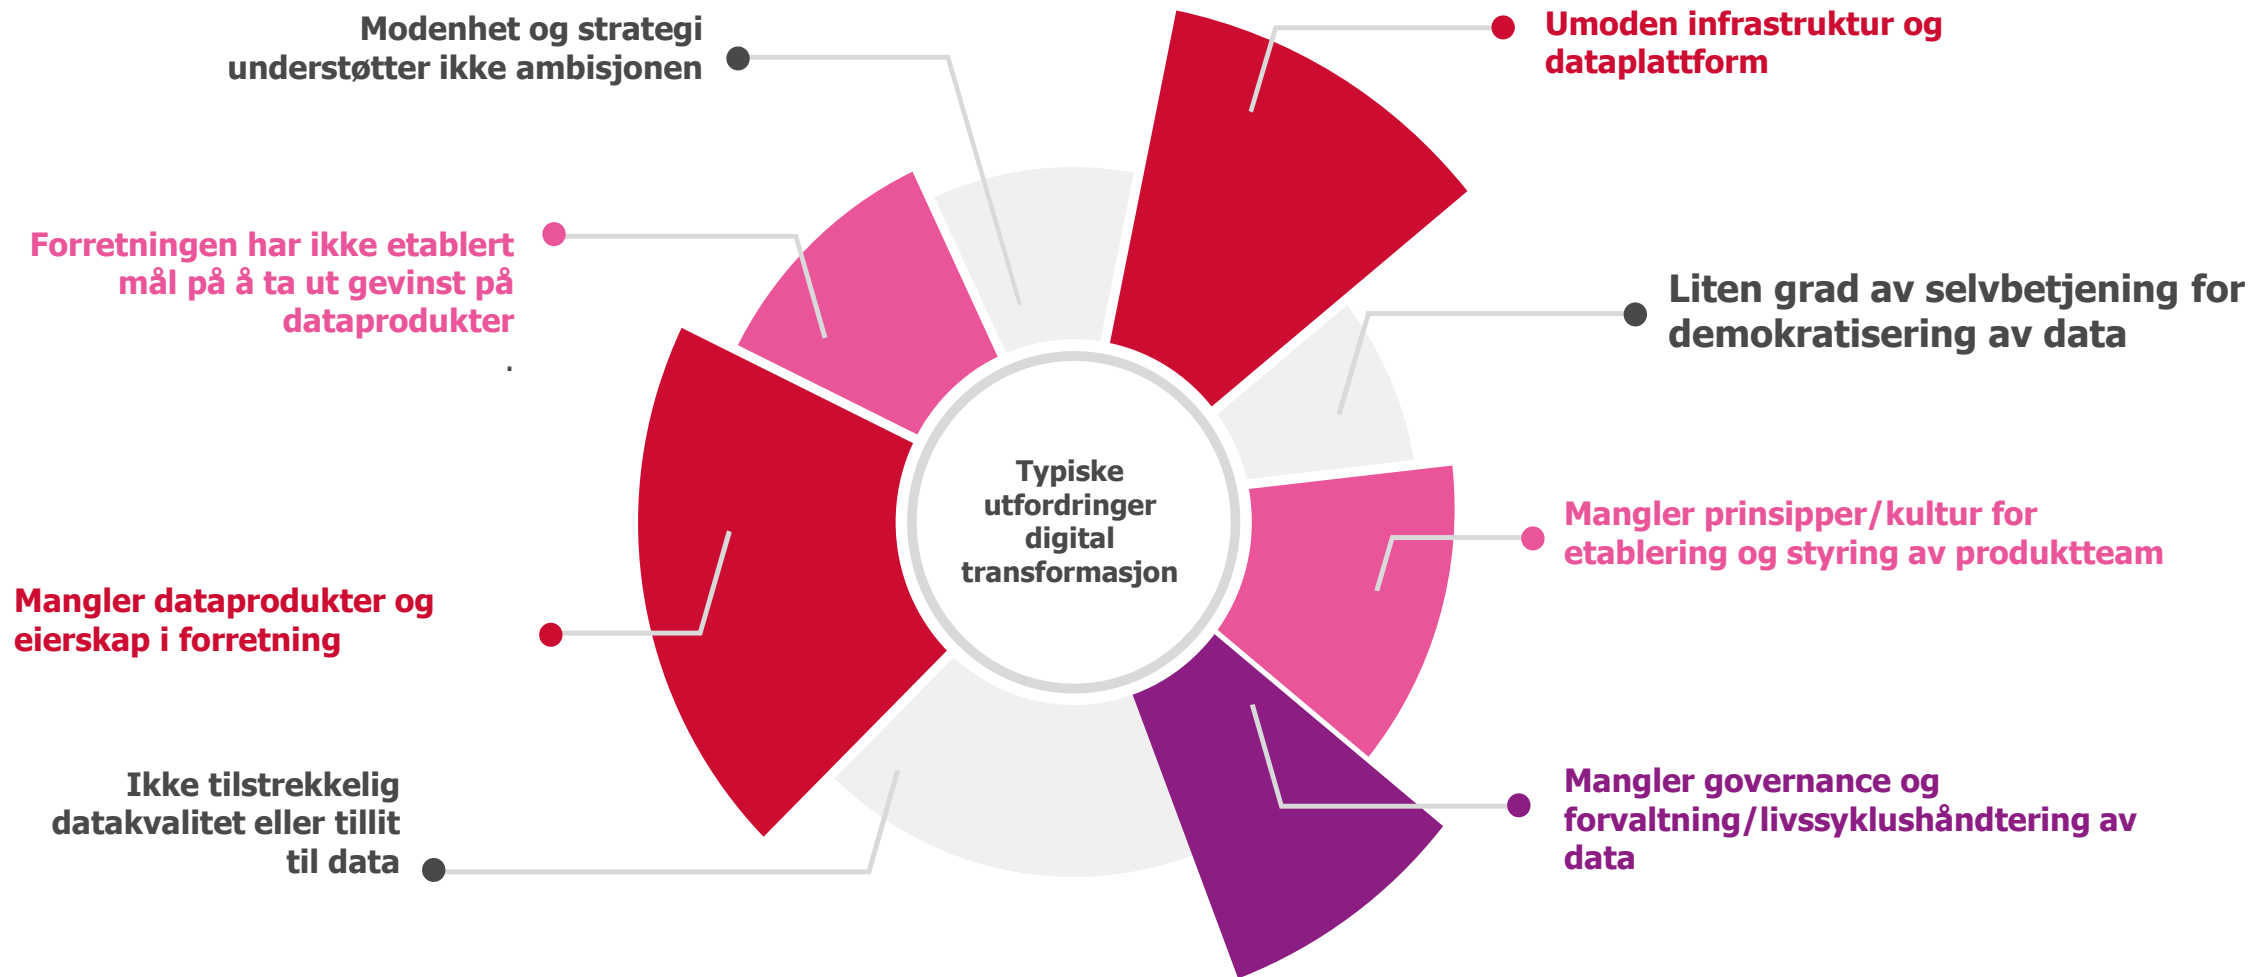 Modenhet og strategi
understøtter ikke ambisjonen
Umoden infrastruktur og
dataplattform
Forretningen har ikke etablert
mål på å ta ut gevinst på
dataprodukter
.
Liten grad av selvbetjening for
demokratisering av data
Typiske
utfordringer
digital
transformasjon
Mangler prinsipper/kultur for
etablering og styring av produktteam
Mangler dataprodukter og
eierskap i forretning
Ikke tilstrekkelig
datakvalitet eller tillit
til data
Mangler governance og
forvaltning/livssyklushåndtering av
data